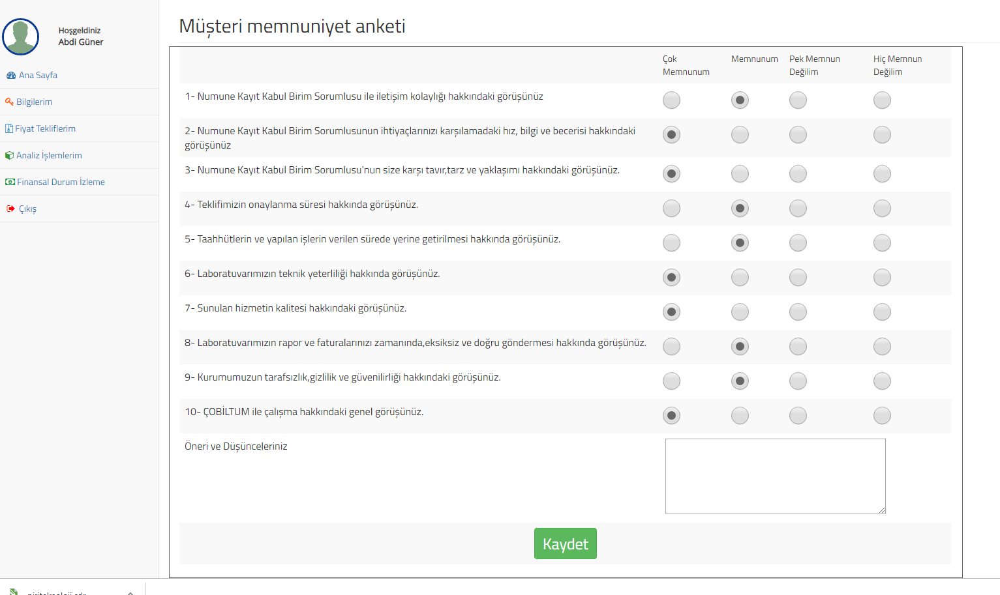 Hoşgeldiniz
Abdi Güner
Ana Sayfa
Bilgilerim
Fiyat Tekliflerim
Analiz İşlemlerim
Finansal Durum İzleme
Çıkış
Müşteri memnuniyet anketi
Çok Memnunum
Memnunum
Pek Memnun Değilim
Hiç Memnun Değilim
1- Numune Kayıt Kabul Birim Sorumlusu ile iletişim kolaylığı hakkındaki görüşünüz
2- Numune Kayıt Kabul Birim Sorumlusunun ihtiyaçlarınızı karşılamadaki hız, bilgi ve becerisi hakkındaki
görüşünüz
3- Numune Kayıt Kabul Birim Sorumlusu'nun size karşı tavır,tarz ve yaklaşımı hakkındaki görüşünüz.
4- Teklifimizin onaylanma süresi hakkında görüşünüz.
5- Taahhütlerin ve yapılan işlerin verilen sürede yerine getirilmesi hakkında görüşünüz.
6- Laboratuvarımızın teknik yeterliliği hakkında görüşünüz.
7- Sunulan hizmetin kalitesi hakkındaki görüşünüz.
8- Laboratuvarımızın rapor ve faturalarınızı zamanında,eksiksiz ve doğru göndermesi hakkında görüşünüz.
9- Kurumumuzun tarafsızlık,gizlilik ve güvenilirliği hakkındaki görüşünüz.
10- ÇOBİLTUM ile çalışma hakkındaki genel görüşünüz.
Öneri ve Düşünceleriniz
Kaydet